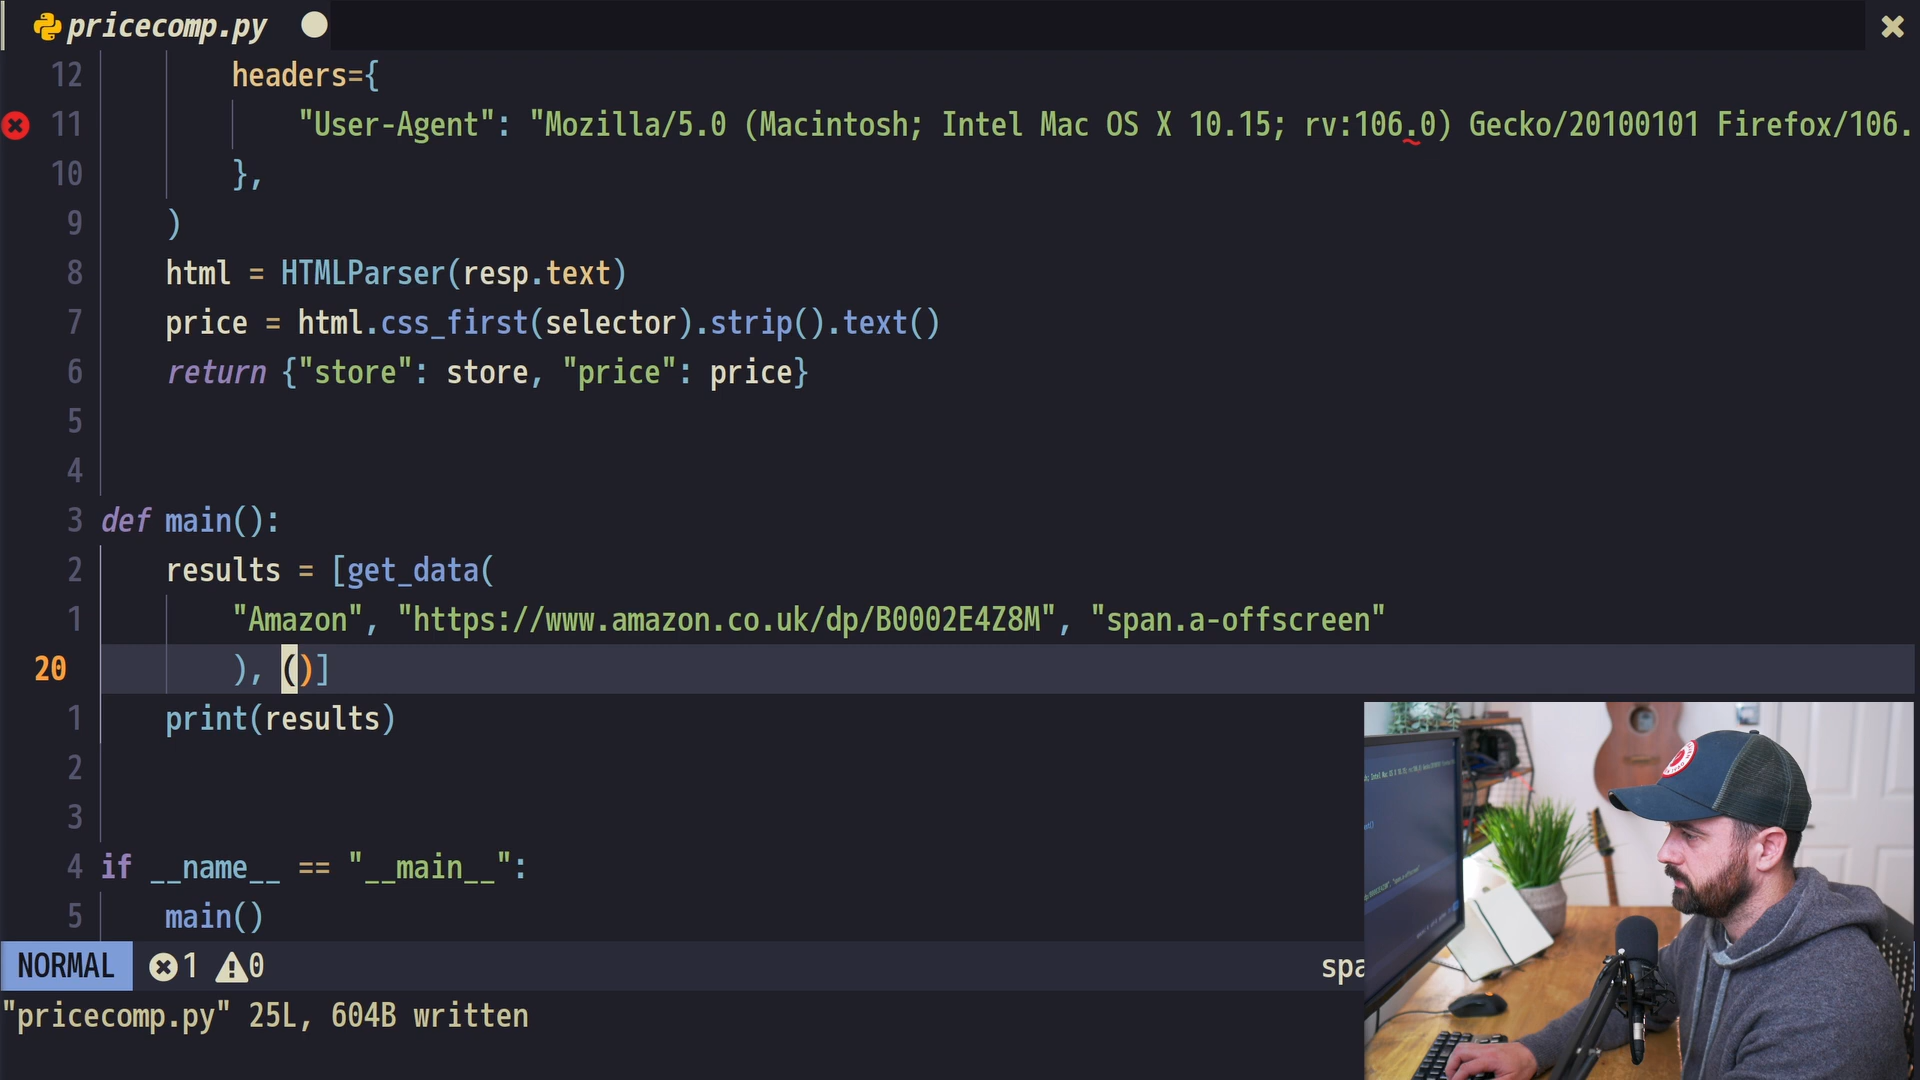 pricecomp.py
12 headers={
11 "User-Agent": "Mozilla/5.0 (Macintosh; Intel Mac OS X 10.15; rv:106.0) Gecko/20100101 Firefox/106.
10 },
9 )
8 html = HTMLParser(resp.text)
7 price = html.css_first(selector).strip().text()
6 return {"store": store, "price": price}
5
4
3 def main():
2 results = [get_data(
1 "Amazon", "https://www.amazon.co.uk/dp/B0002E4Z8M", "span.a-offscreen"
20 ), ()]
1 print(results)
2
3
4 if __name__ == "__main__":
5 main()
NORMAL 1 0 spa
"pricecomp.py" 25L, 604B written